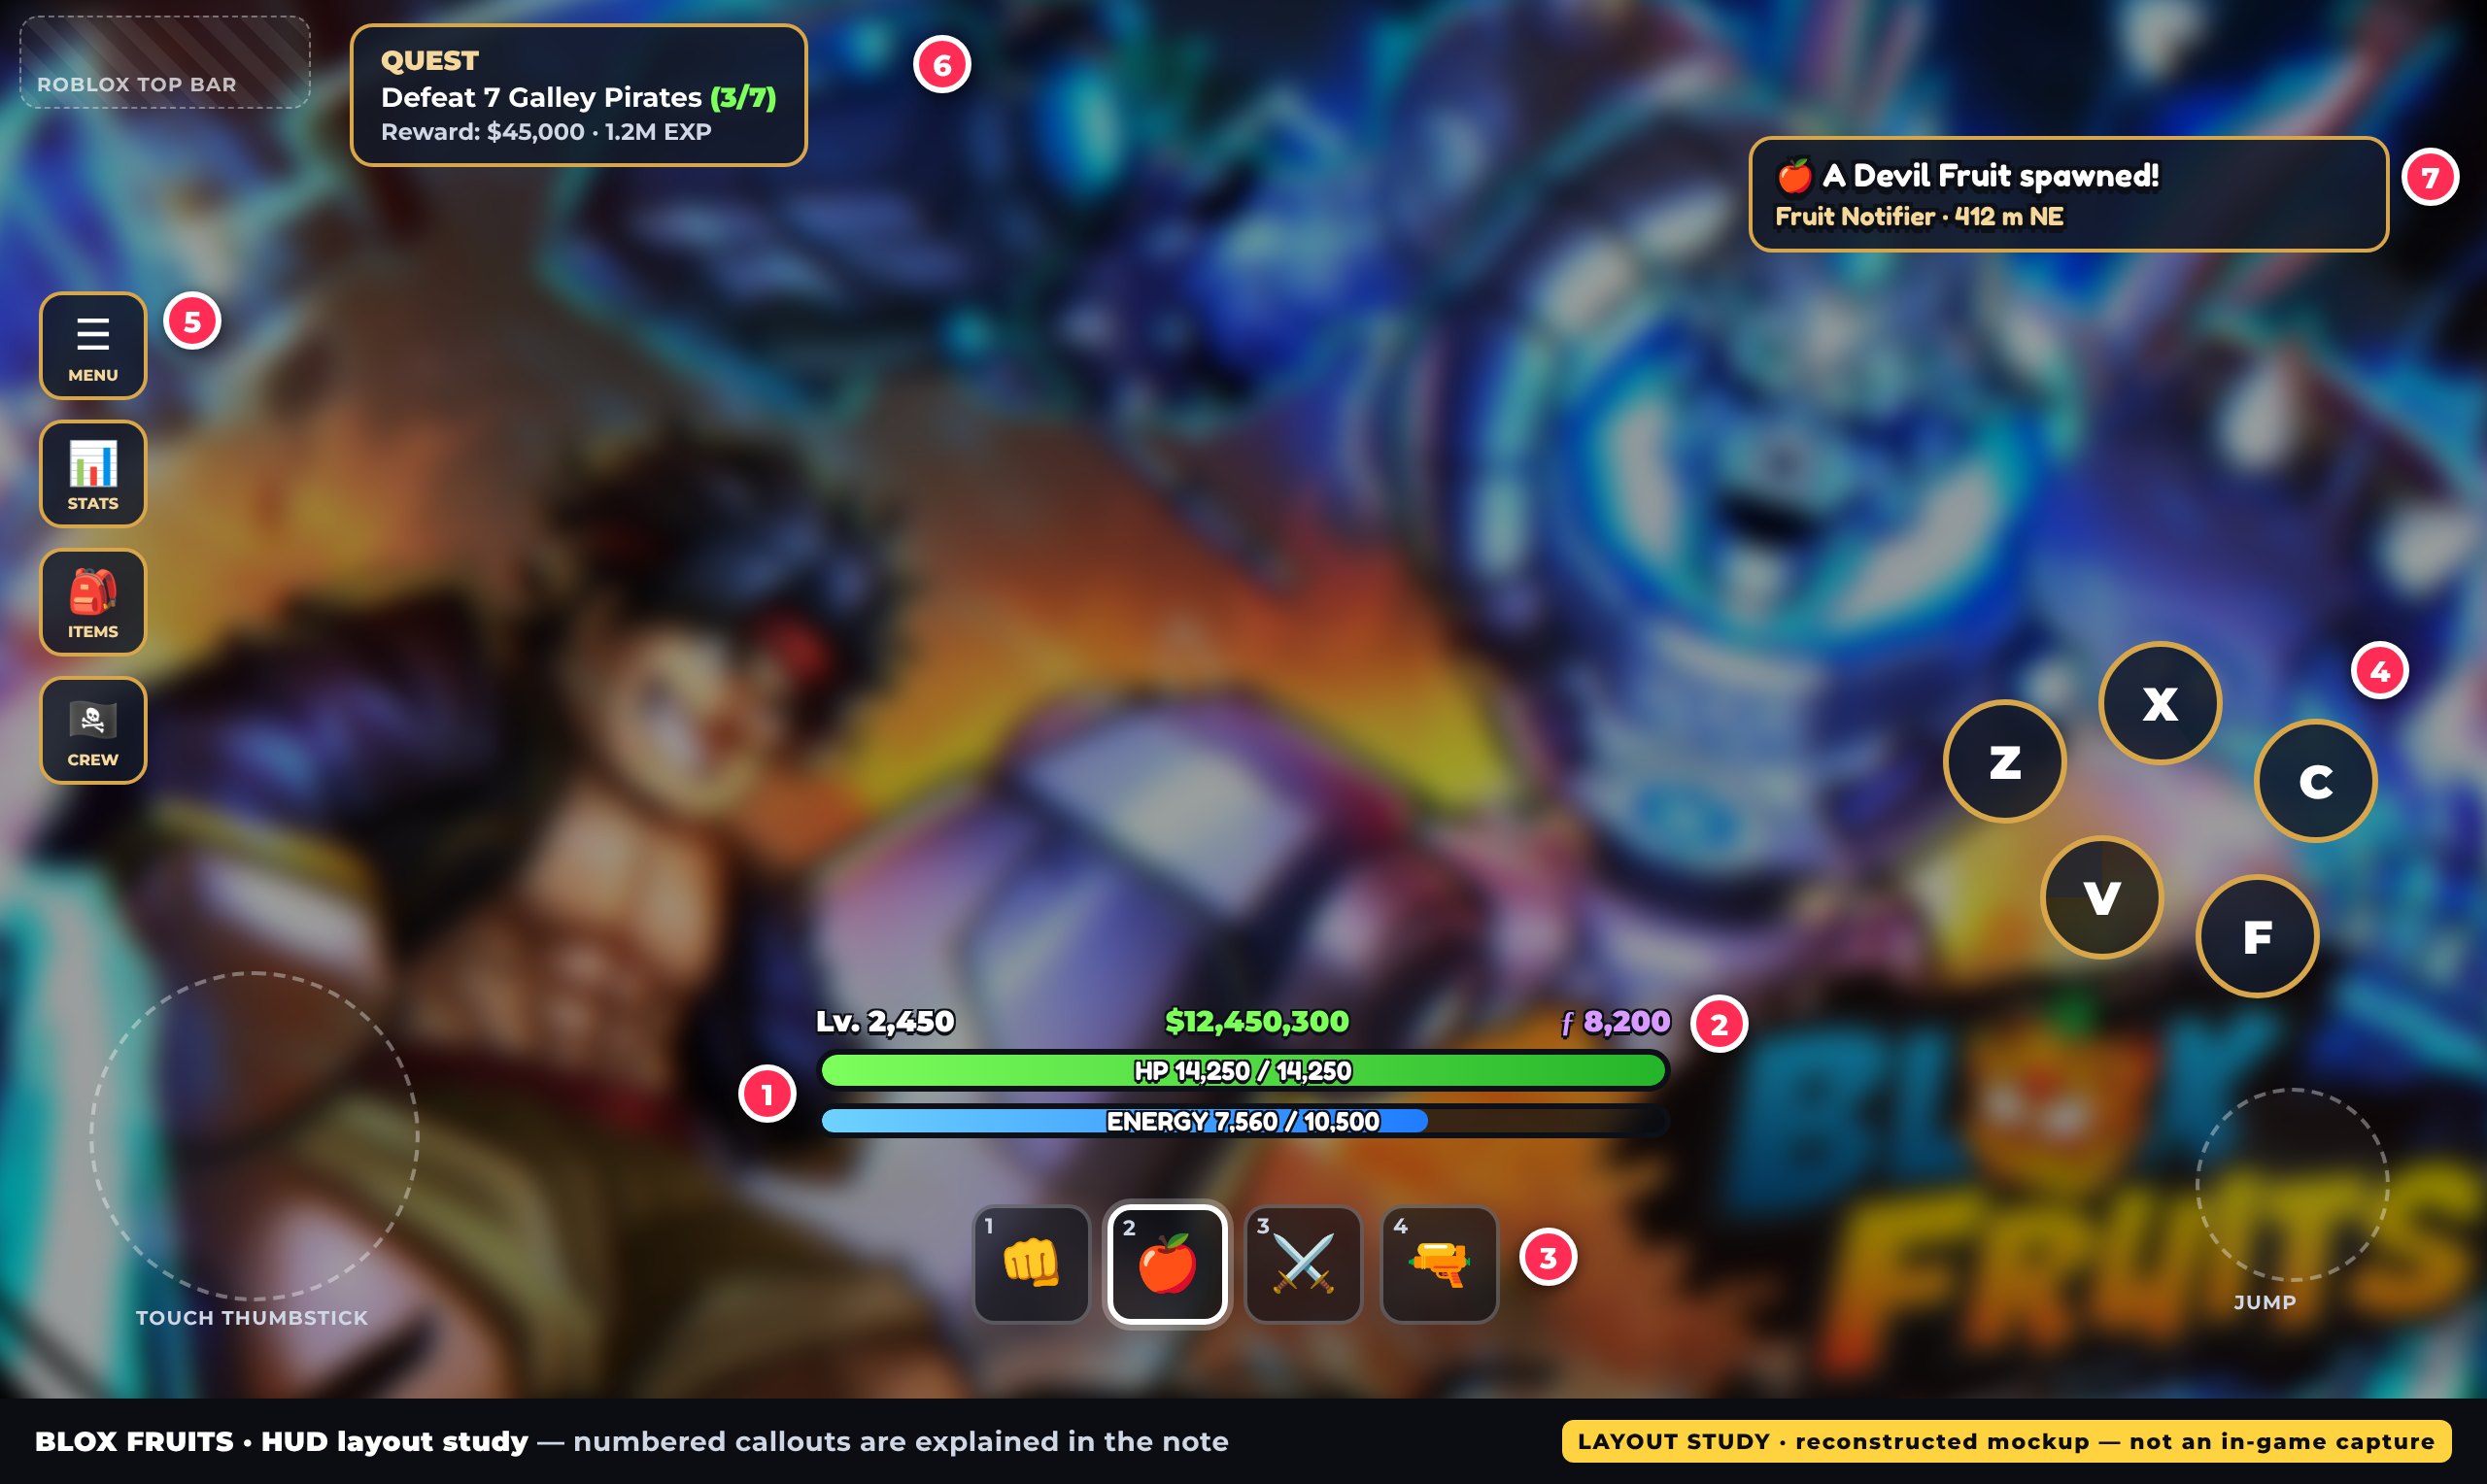 ROBLOX TOP BAR
QUEST
Defeat 7 Galley Pirates (3/7)
Reward: $45,000 · 1.2M EXP
6
🍎 A Devil Fruit spawned!
Fruit Notifier · 412 m NE
7
☰
MENU
5
STATS
ITEMS
CREW
4
X
Z
C
V
F
Lv. 2,450 $12,450,300 ƒ 8,200
2
HP 14,250 / 14,250
1
ENERGY 7,560 / 10,500
1
2
3
4
3
TOUCH THUMBSTICK
JUMP
BLOX
FRUITS
BLOX FRUITS · HUD layout study — numbered callouts are explained in the note
LAYOUT STUDY · reconstructed mockup — not an in-game capture